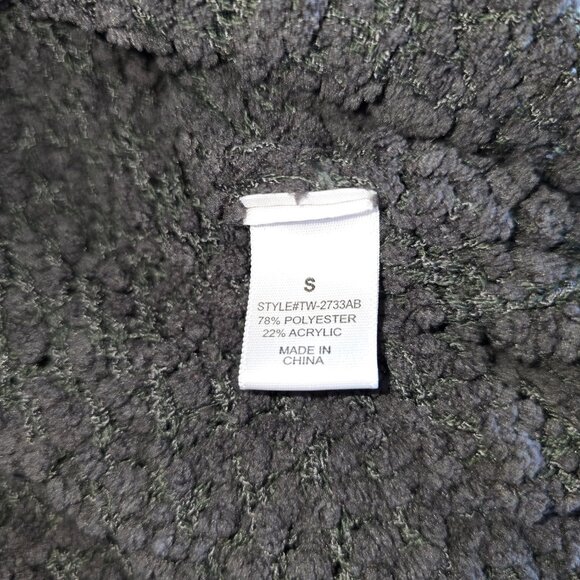 S
STYLE#TW-2733AB
78% POLYESTER
22% ACRYLIC
MADE IN
CHINA